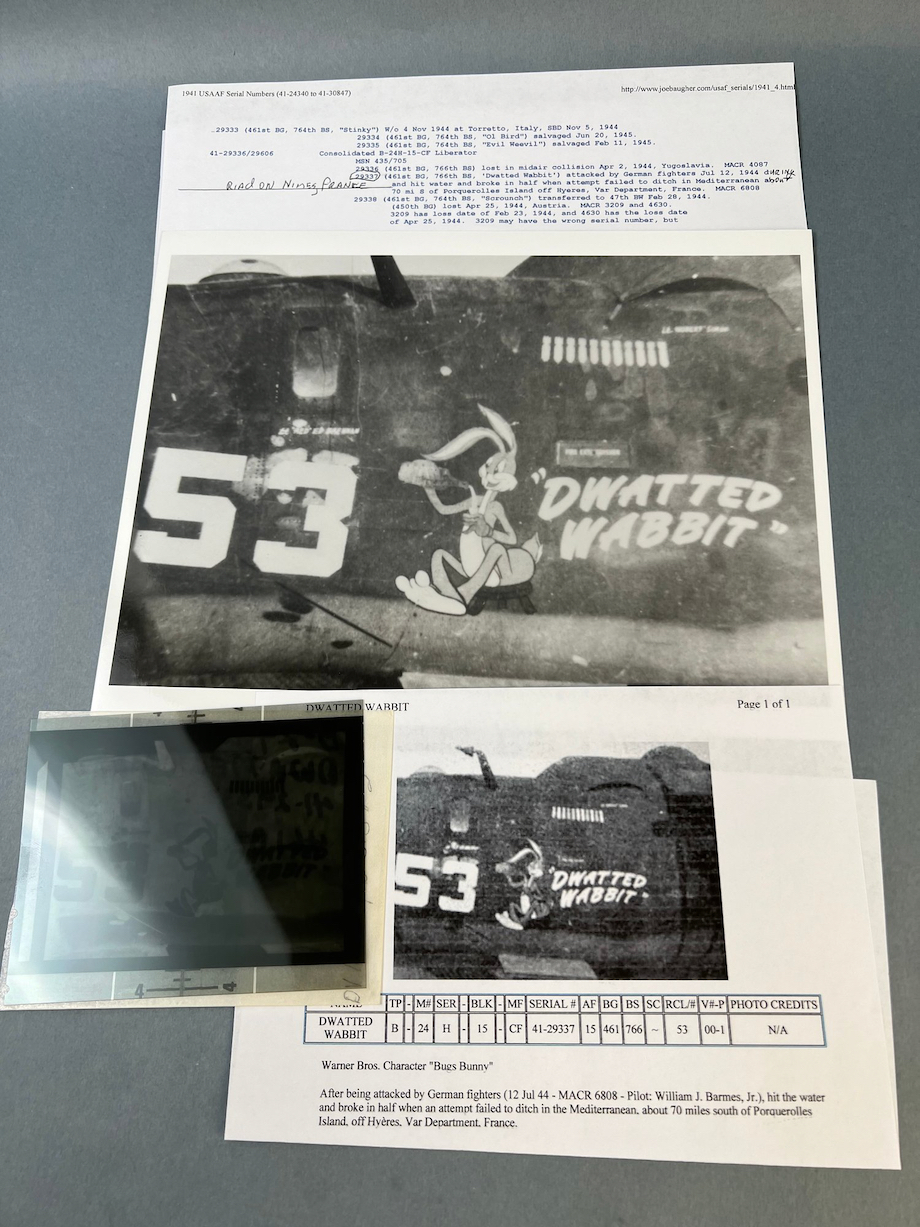 1941 USAAF Serial Numbers (41-24340 to 41-30847)
http://www.joebaugher.com/usaf_serials/1941_4.html
29333 (461st BG, 764th BS, "Stinky") W/o 4 Nov 1944 at Torretto, Italy, SBD Nov 5, 1944
29334 (461st BG, 764th BS, "Ol Bird") salvaged Jun 20, 1945.
29335 (461st BG, 764th BS, "Evil Weevil") salvaged Feb 11, 1945.
41-29336/29606 Consolidated B-24H-15-CF Liberator
MSN 435/705
29336 (461st BG, 766th BS) lost in midair collision Apr 2, 1944, Yugoslavia. MACR 4087
29337 (461st BG, 766th BS, 'Dwatted Wabbit') attacked by German fighters Jul 12, 1944 during
RIAD ON NIMES FRANCE and hit water and broke in half when attempt failed to ditch in Mediterranean about
70 mi S of Porquerolles Island off Hyeres, Var Department, France. MACR 6808
29338 (461st BG, 766th BS, "Scrounch") transferred to 47th BW Feb 28, 1944.
(450th BG) lost Apr 25, 1944, Austria. MACR 3209 and 4630.
3209 has loss date of Feb 23, 1944, and 4630 has the loss date
of Apr 25, 1944. 3209 may have the wrong serial number, but
53
"DWATTED
WABBIT"
DWATTED WABBIT
Page 1 of 1
53
"DWATTED
WABBIT"
4
4
NAME TP - M# SER - BLK - MF SERIAL # AF BG BS SC RCL/# V#-P PHOTO CREDITS
DWATTED WABBIT B - 24 H - 15 - CF 41-29337 15 461 766 ~ 53 00-1 N/A
Warner Bros. Character "Bugs Bunny"
After being attacked by German fighters (12 Jul 44 - MACR 6808 - Pilot: William J. Barmes, Jr.), hit the water
and broke in half when an attempt failed to ditch in the Mediterranean, about 70 miles south of Porquerolles
Island, off Hyères, Var Department, France.